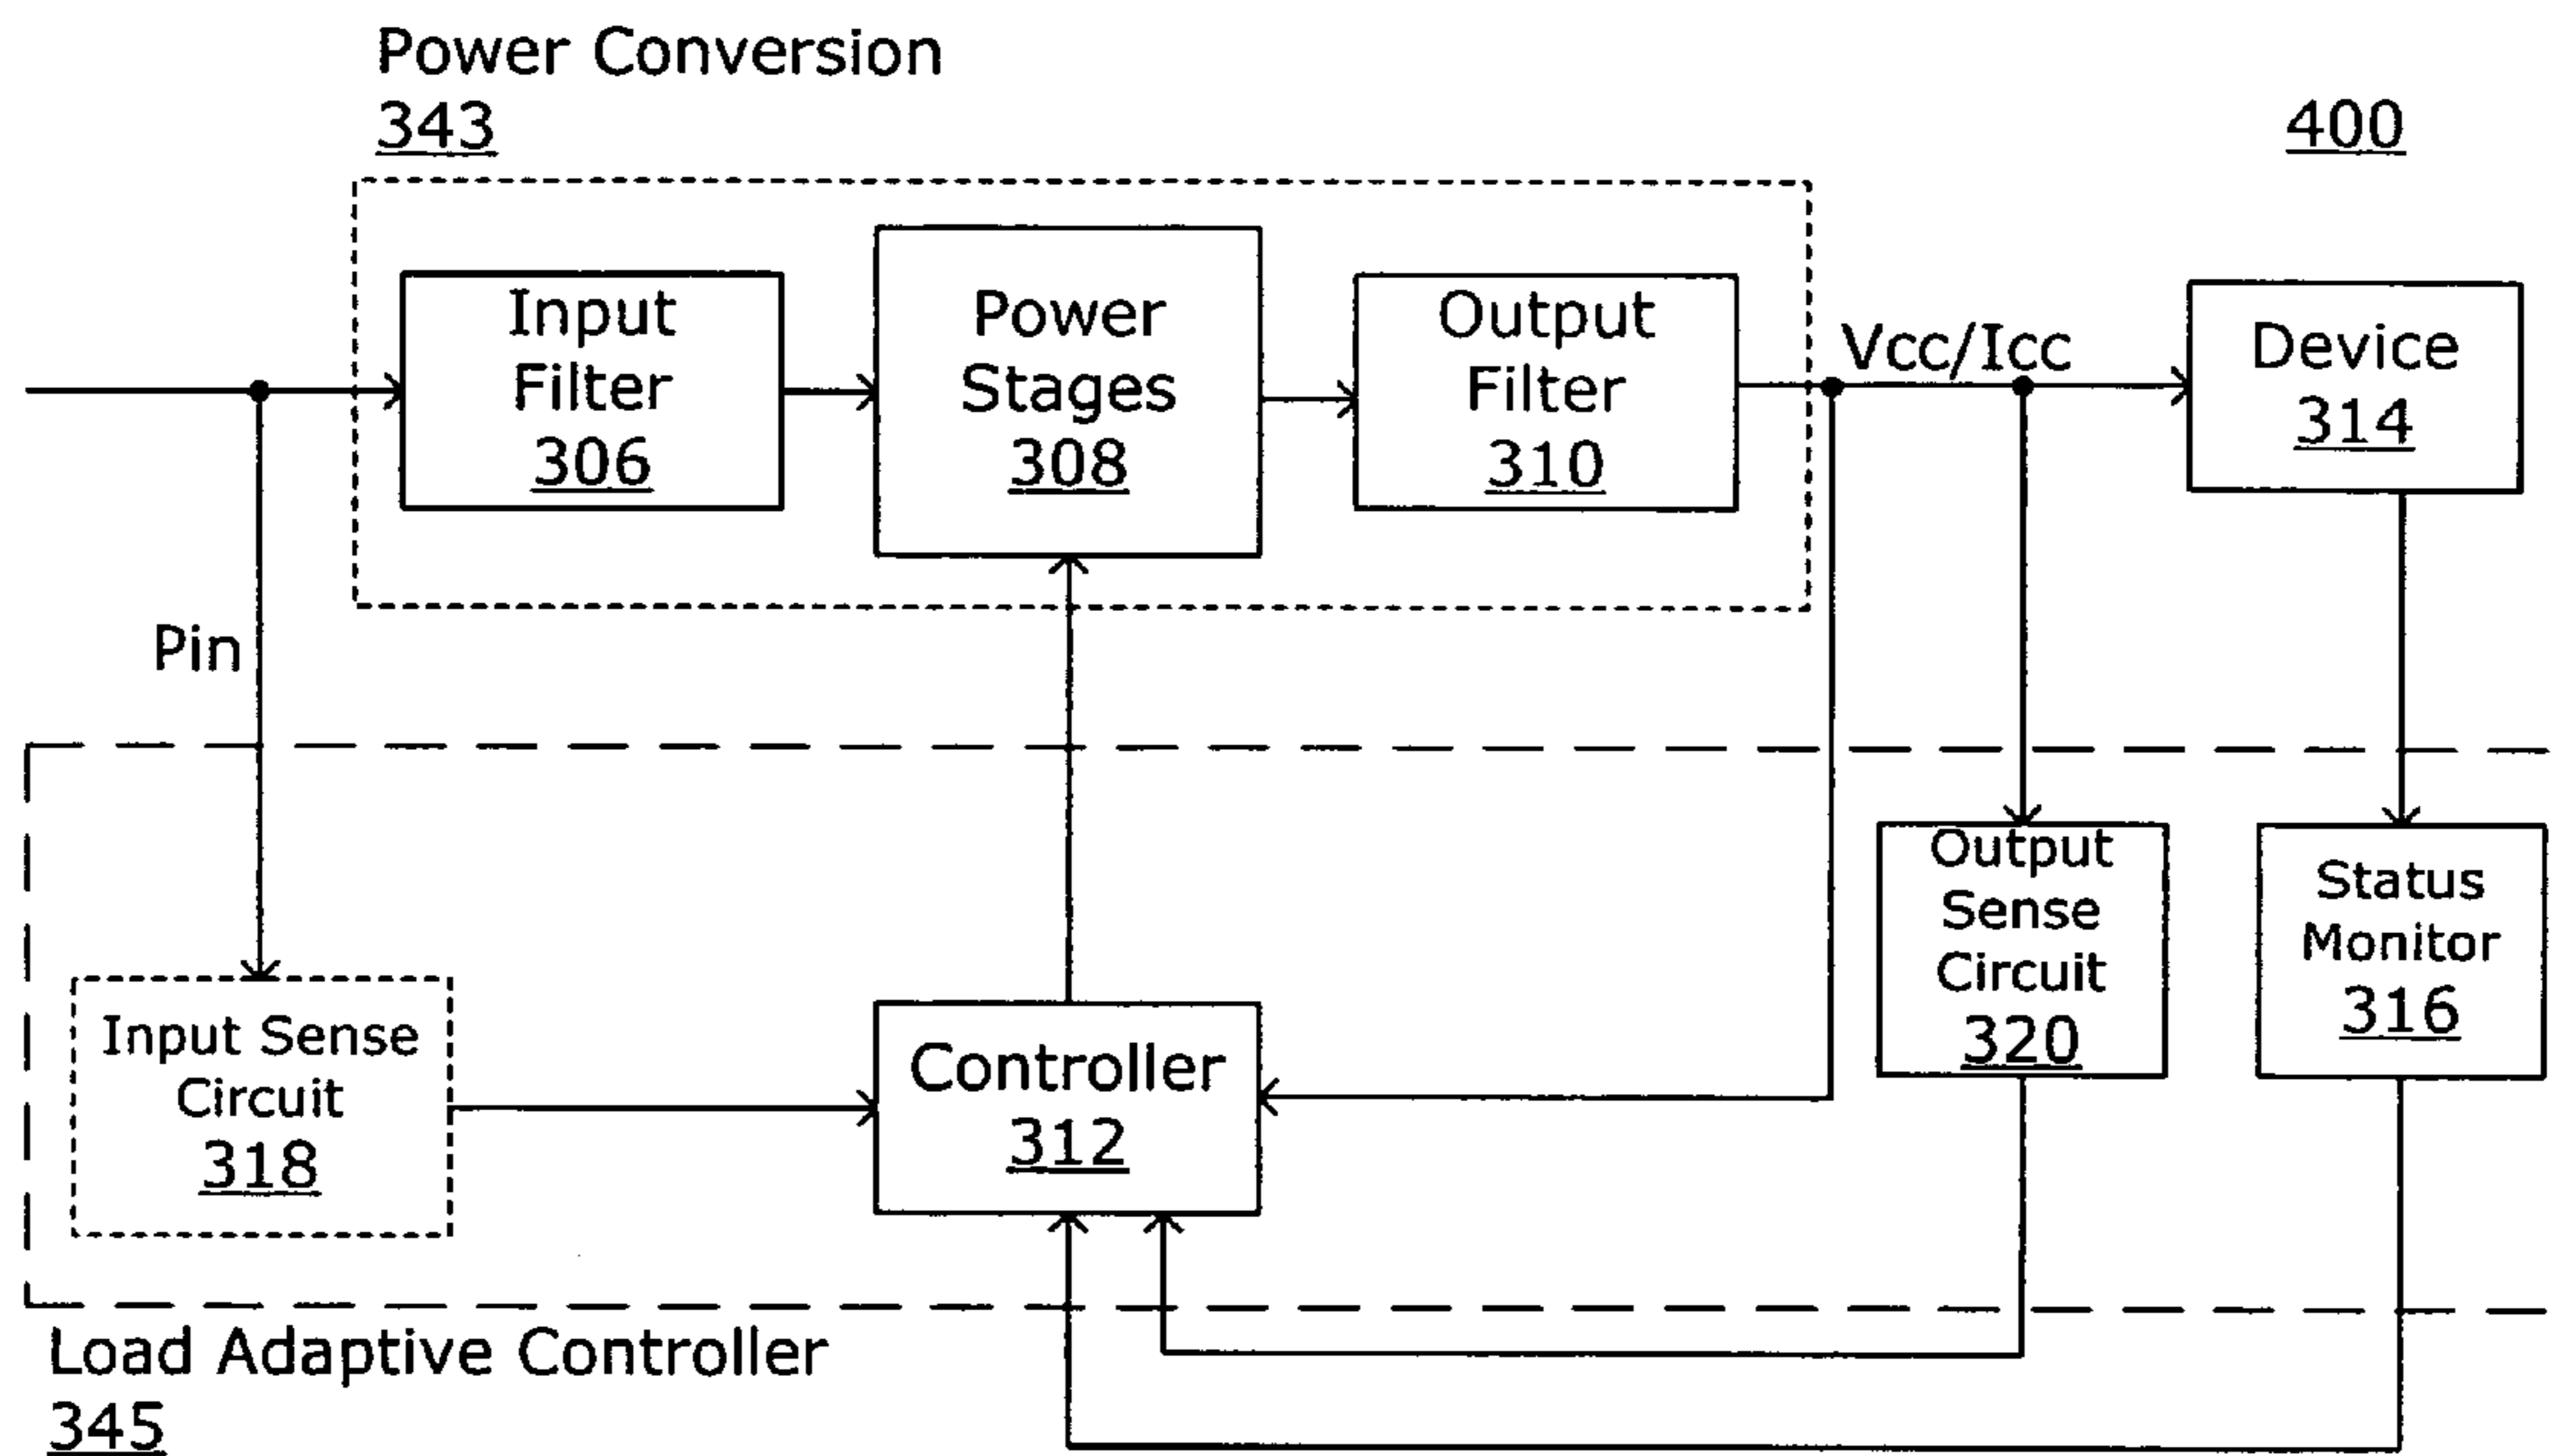 Power Conversion
343
400
Input
Filter
306
Power
Stages
308
Output
Filter
310
Vcc/Icc
Device
314
Pin
Input Sense
Circuit
318
Controller
312
Output
Sense
Circuit
320
Status
Monitor
316
Load Adaptive Controller
345